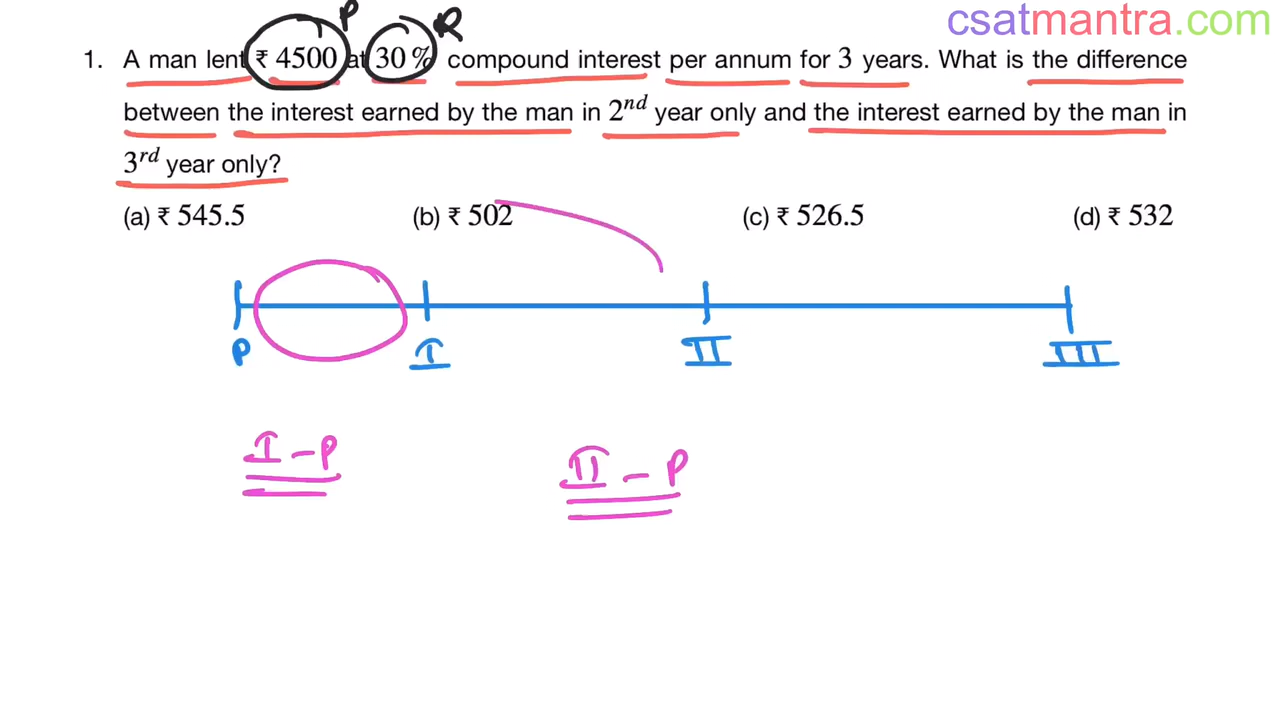 csatmantra.com
P
R
1. A man lent ₹ 4500 at 30 % compound interest per annum for 3 years. What is the difference
between the interest earned by the man in 2nd year only and the interest earned by the man in
3rd year only?
(a) ₹ 545.5 (b) ₹ 502 (c) ₹ 526.5 (d) ₹ 532
P I II III
I - P II - P